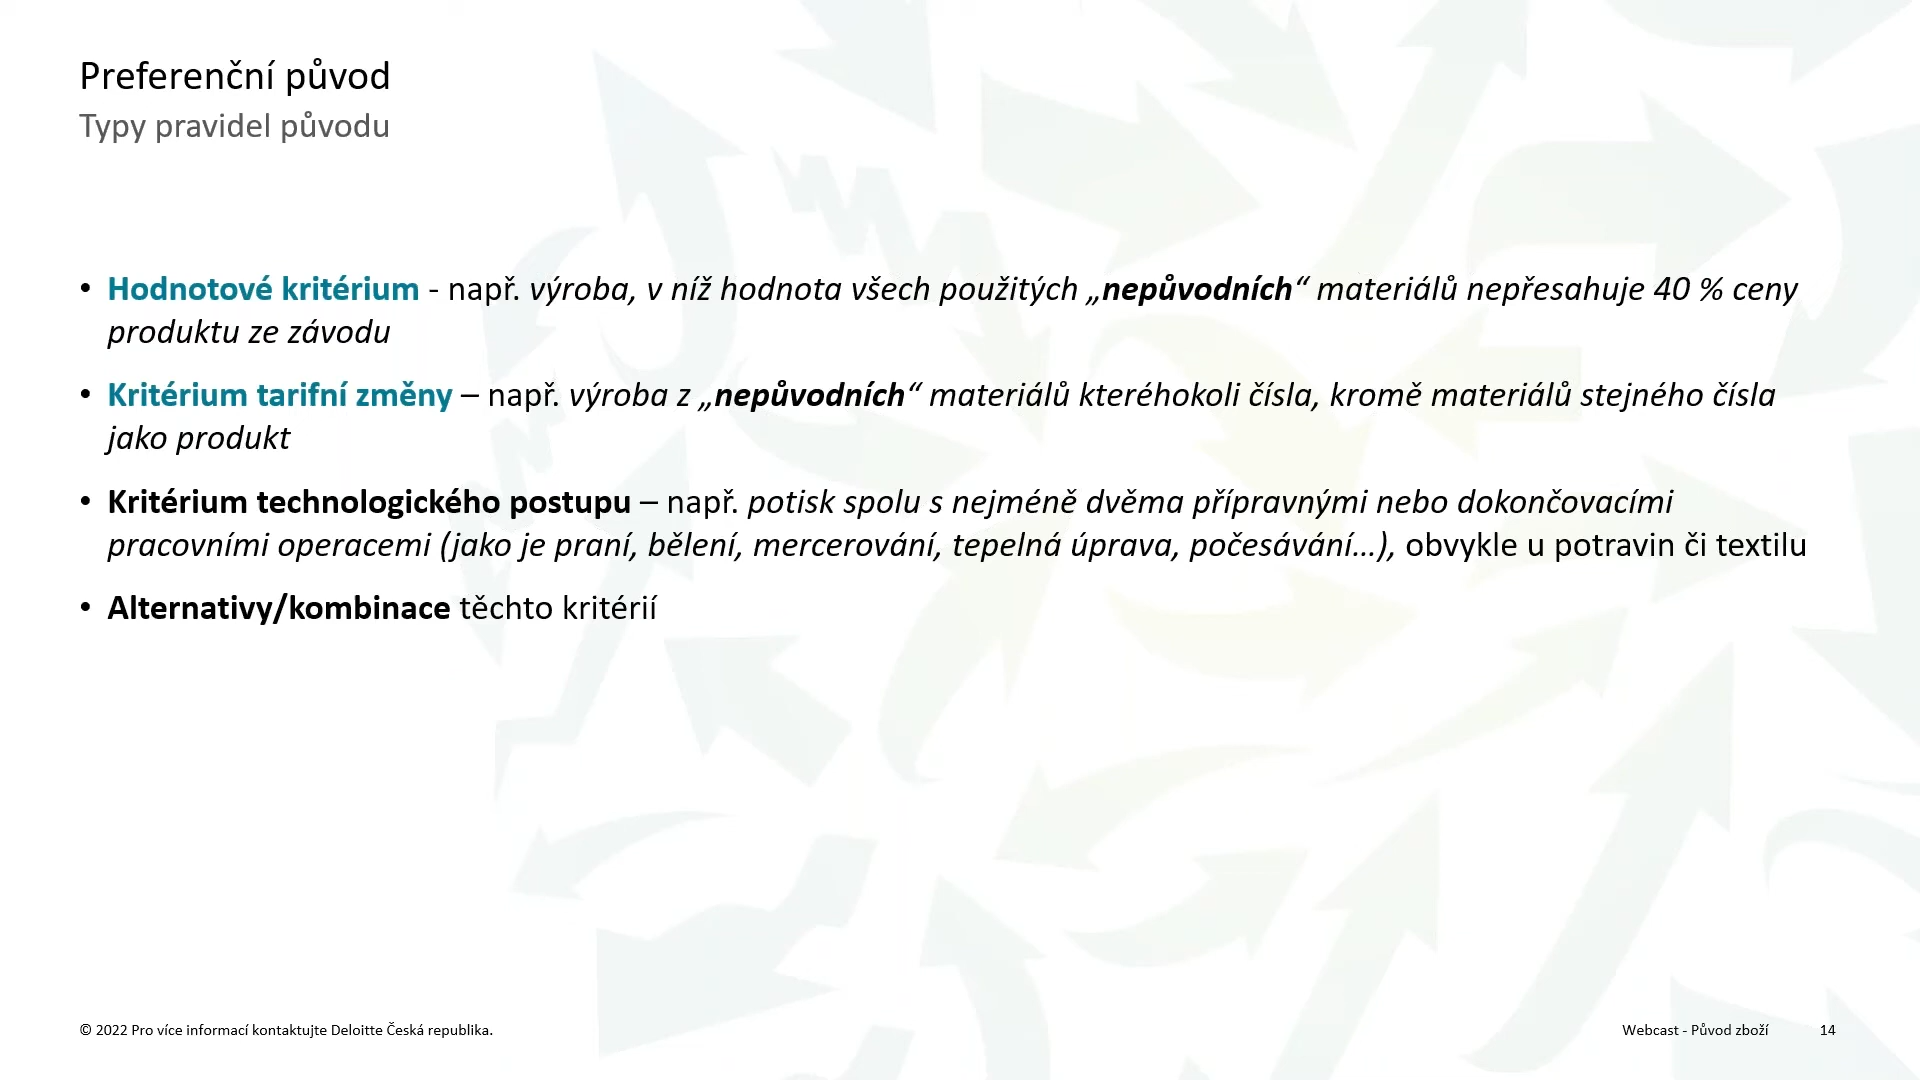 Preferenční původ
Typy pravidel původu
• Hodnotové kritérium - např. výroba, v níž hodnota všech použitých „nepůvodních“ materiálů nepřesahuje 40 % ceny
produktu ze závodu
• Kritérium tarifní změny – např. výroba z „nepůvodních“ materiálů kteréhokoli čísla, kromě materiálů stejného čísla
jako produkt
• Kritérium technologického postupu – např. potisk spolu s nejméně dvěma přípravnými nebo dokončovacími
pracovními operacemi (jako je praní, bělení, mercerování, tepelná úprava, počesávání…), obvykle u potravin či textilu
• Alternativy/kombinace těchto kritérií
© 2022 Pro více informací kontaktujte Deloitte Česká republika.
Webcast - Původ zboží 14